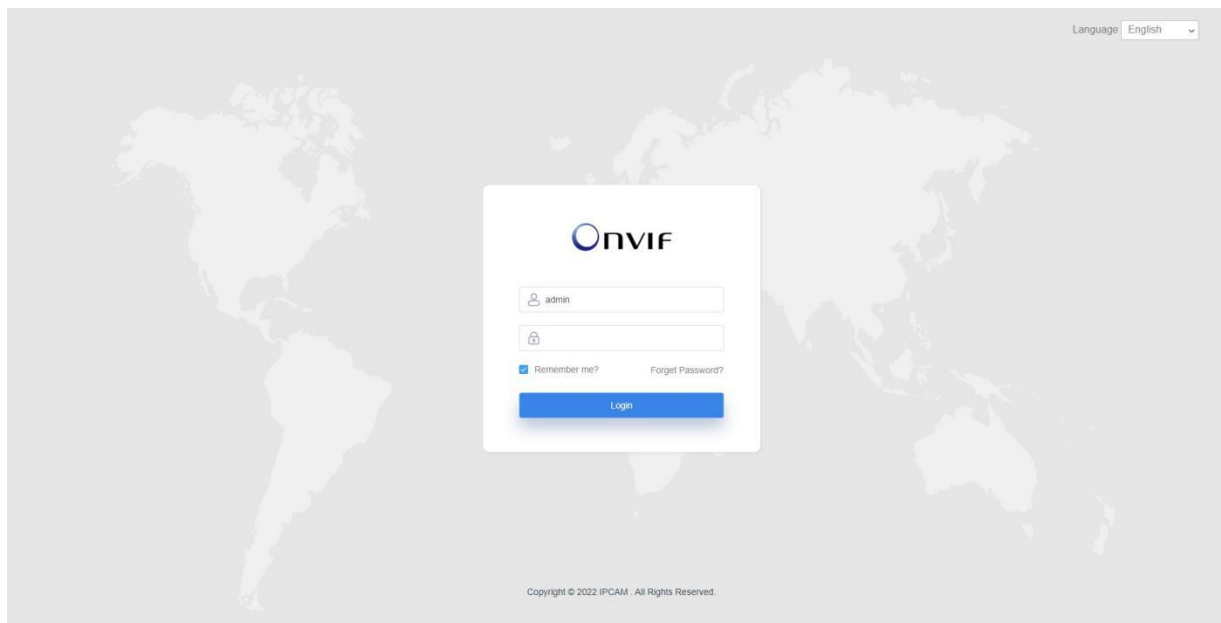 Language English
Onvif
admin
Remember me? Forget Password?
Login
Copyright © 2022 IPCAM . All Rights Reserved.